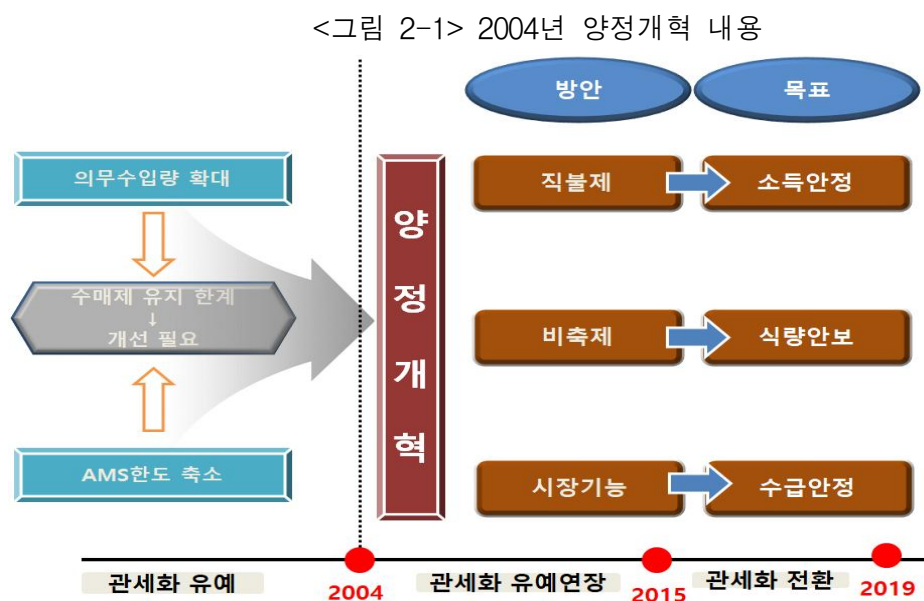 <그림 2-1> 2004년 양정개혁 내용
방안
목표
의무수입량 확대
수매제 유지 한계
↓
개선 필요
AMS한도 축소
양
정
개
혁
직불제
소득안정
비축제
식량안보
시장기능
수급안정
관세화 유예
2004
관세화 유예연장
2015
관세화 전환
2019